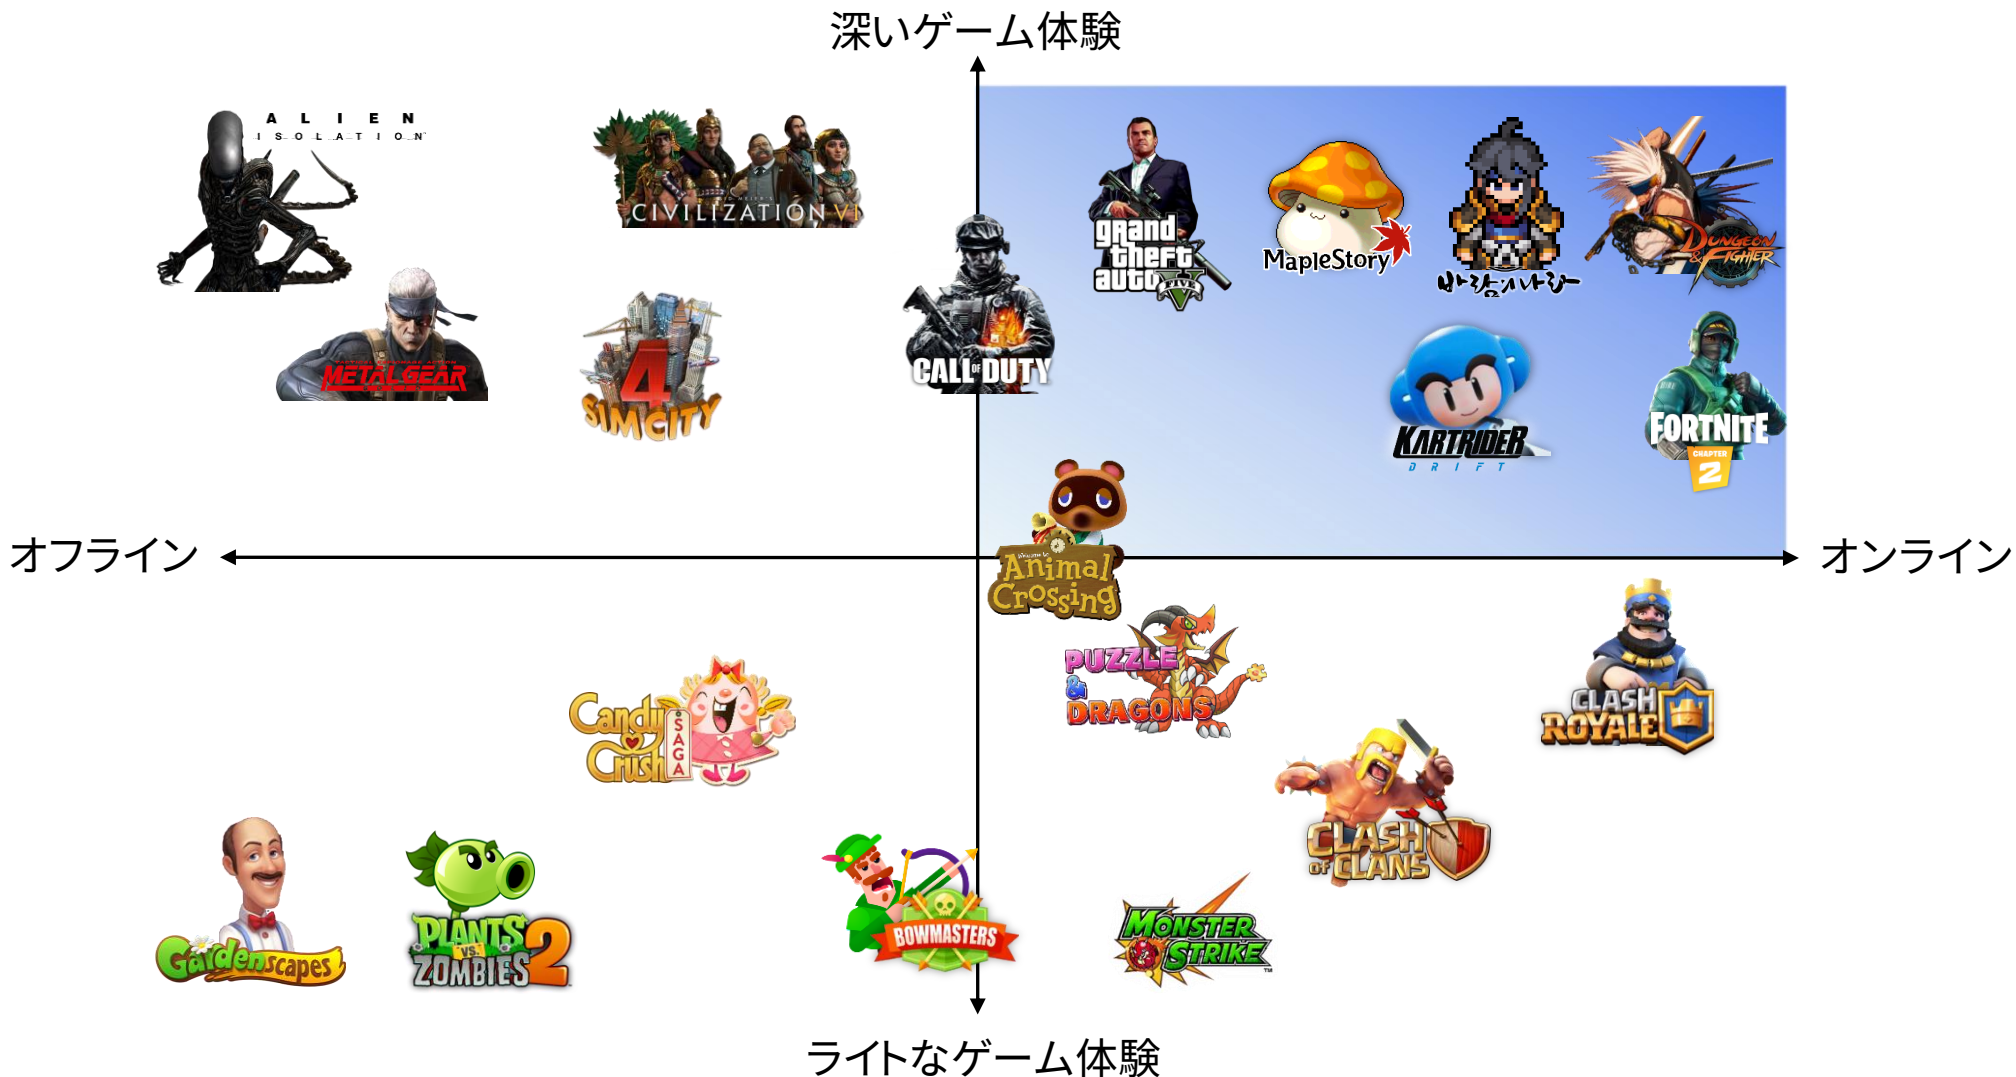 深いゲーム体験
ALIEN
ISOLATION
CIVILIZATION VI
grand
theft
auto
FIVE
MapleStory
바람의나라
DUNGEON
& FIGHTER
METAL GEAR
4
SIMCITY
CALL OF DUTY
KARTRIDER
DRIFT
FORTNITE
CHAPTER
2
オフライン
オンライン
Welcome to
Animal
Crossing
PUZZLE
&
DRAGONS
CLASH
ROYALE
Candy
Crush
SAGA
CLASH
OF CLANS
Gardenscapes
PLANTS
VS.
ZOMBIES 2
BOWMASTERS
MONSTER
STRIKE
TM
ライトなゲーム体験